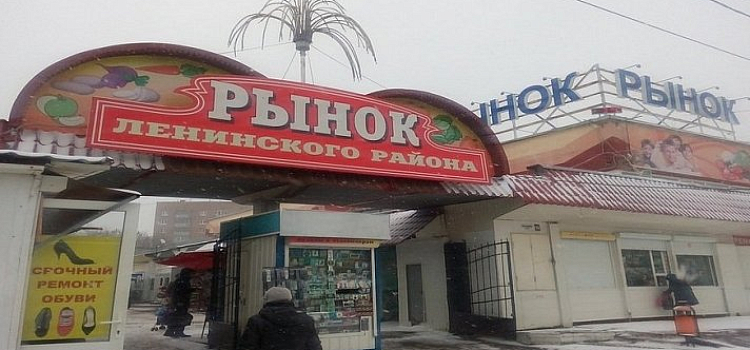 РЫНОК
ЛЕНИНСКОГО РАЙОНА
ЫНОК РЫНОК
СРОЧНЫЙ
РЕМОНТ
ОБУВИ